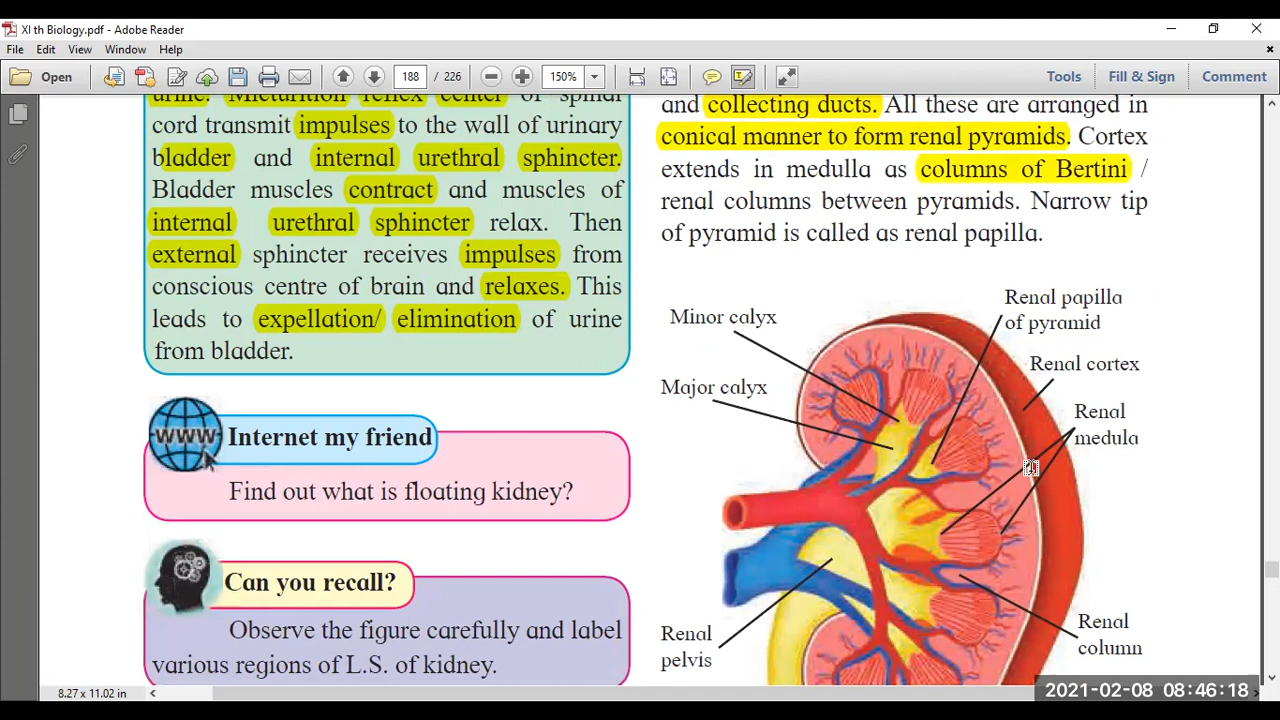 XI th Biology.pdf - Adobe Reader
File Edit View Window Help
Open
188 / 226
150%
Tools Fill & Sign Comment
urine. Micturition reflex center of spinal
cord transmit impulses to the wall of urinary
bladder and internal urethral sphincter.
Bladder muscles contract and muscles of
internal urethral sphincter relax. Then
external sphincter receives impulses from
conscious centre of brain and relaxes. This
leads to expellation/ elimination of urine
from bladder.
WWW
Internet my friend
Find out what is floating kidney?
Can you recall?
Observe the figure carefully and label
various regions of L.S. of kidney.
and collecting ducts. All these are arranged in
conical manner to form renal pyramids. Cortex
extends in medulla as columns of Bertini /
renal columns between pyramids. Narrow tip
of pyramid is called as renal papilla.
Minor calyx
Major calyx
Renal papilla
of pyramid
Renal cortex
Renal
medula
Renal
pelvis
Renal
column
8.27 x 11.02 in
2021-02-08 08:46:18